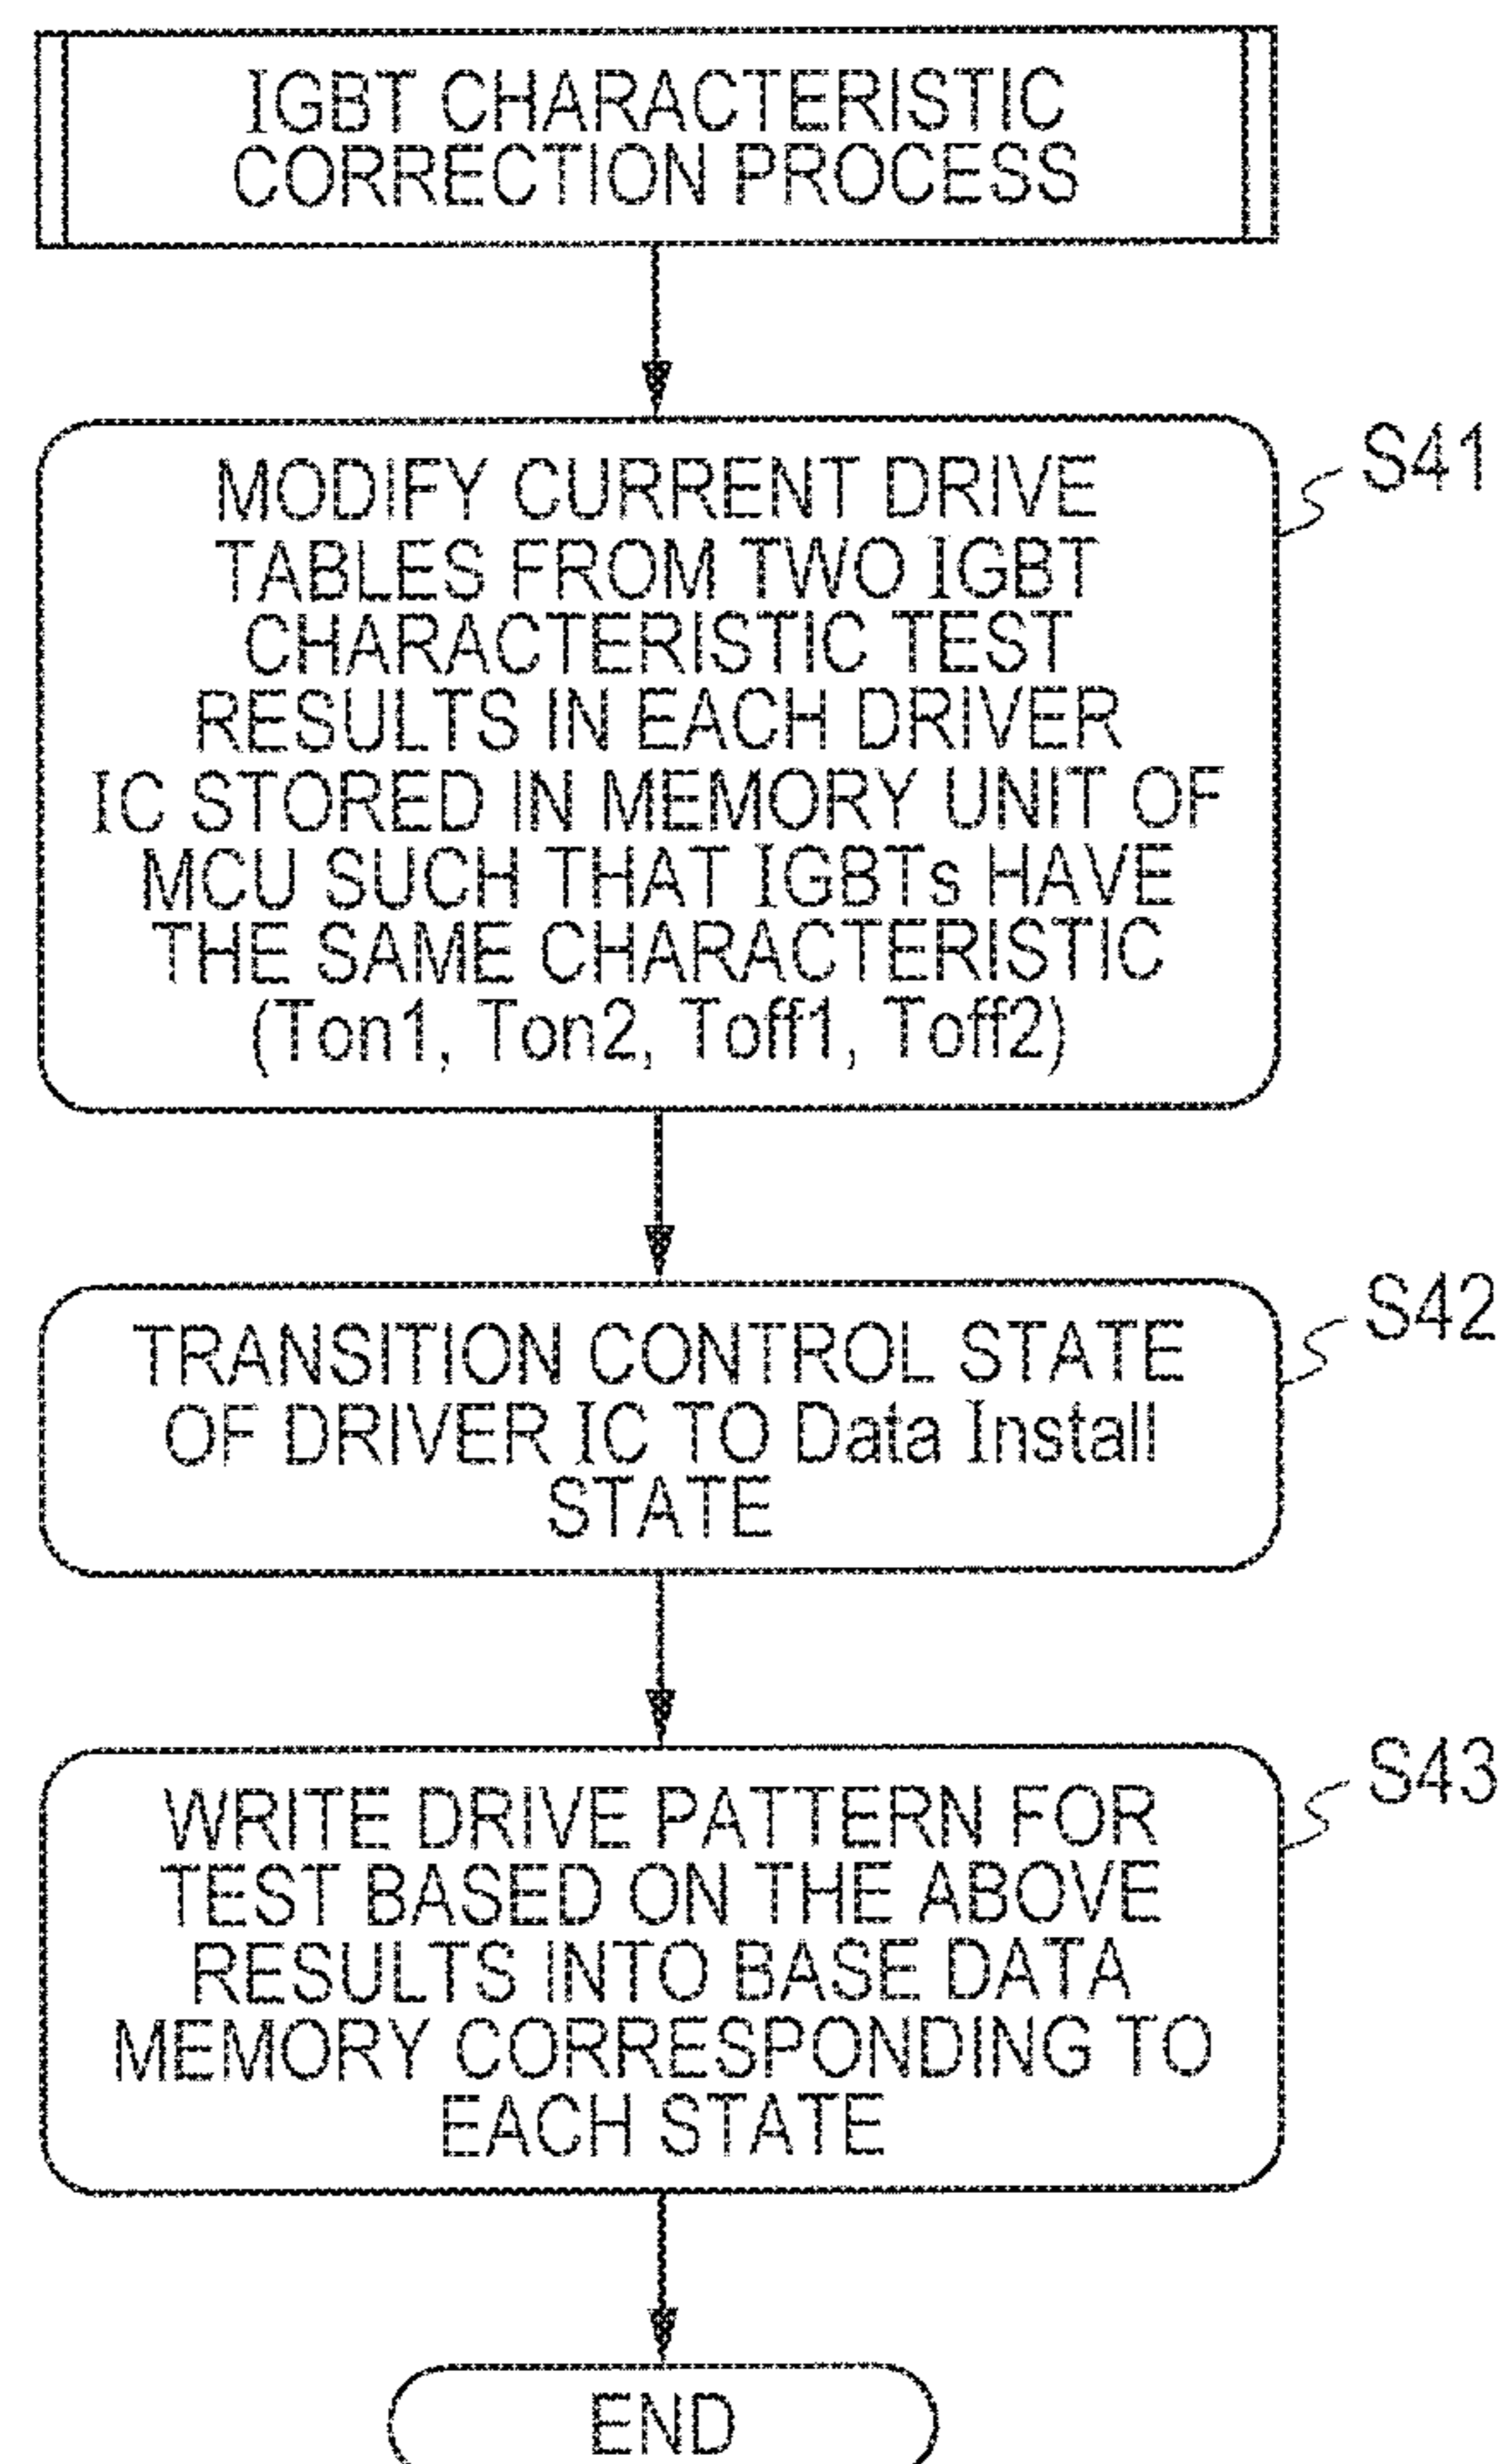 IGBT CHARACTERISTIC
CORRECTION PROCESS
S41
MODIFY CURRENT DRIVE
TABLES FROM TWO IGBT
CHARACTERISTIC TEST
RESULTS IN EACH DRIVER
IC STORED IN MEMORY UNIT OF
MCU SUCH THAT IGBTs HAVE
THE SAME CHARACTERISTIC
(Ton1, Ton2, Toff1, Toff2)
S42
TRANSITION CONTROL STATE
OF DRIVER IC TO Data Install
STATE
S43
WRITE DRIVE PATTERN FOR
TEST BASED ON THE ABOVE
RESULTS INTO BASE DATA
MEMORY CORRESPONDING TO
EACH STATE
END